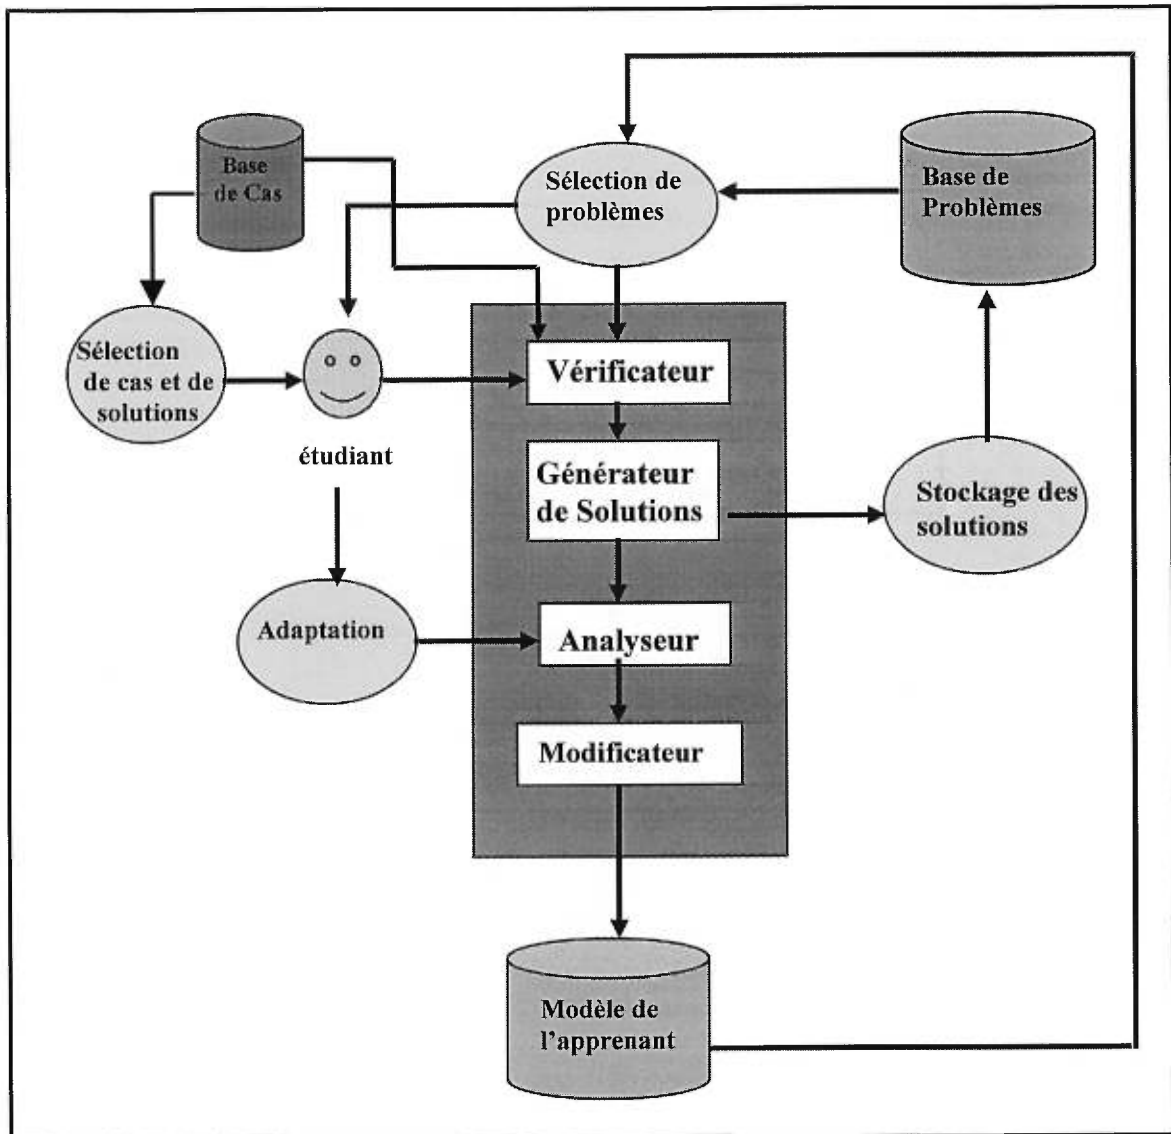 Base
de Cas
Sélection de
problèmes
Base de
Problèmes
Sélection
de cas et de
solutions
étudiant
Vérificateur
Générateur
de Solutions
Stockage des
solutions
Adaptation
Analyseur
Modificateur
Modèle de
l'apprenant